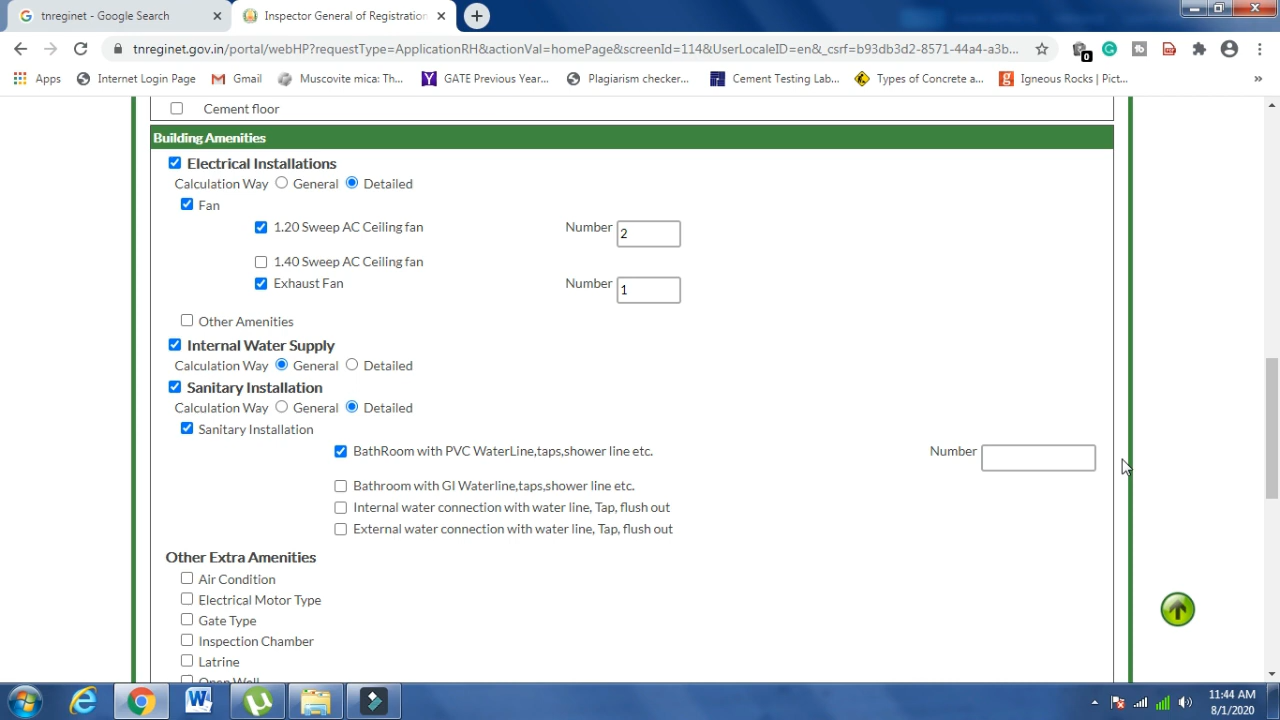 tnreginet - Google Search
Inspector General of Registration
tnreginet.gov.in/portal/webHP?requestType=ApplicationRH&actionVal=homePage&screenId=114&UserLocaleID=en&_csrf=b93db3d2-8571-44a4-a3b...
0
Apps Internet Login Page Gmail Muscovite mica: Th... GATE Previous Year... Plagiarism checker... Cement Testing Lab... Types of Concrete a... Igneous Rocks | Pict... »
Cement floor
Building Amenities
Electrical Installations
Calculation Way General Detailed
Fan
1.20 Sweep AC Ceiling fan Number 2
1.40 Sweep AC Ceiling fan
Exhaust Fan Number 1
Other Amenities
Internal Water Supply
Calculation Way General Detailed
Sanitary Installation
Calculation Way General Detailed
Sanitary Installation
BathRoom with PVC WaterLine,taps,shower line etc. Number
Bathroom with GI Waterline,taps,shower line etc.
Internal water connection with water line, Tap, flush out
External water connection with water line, Tap, flush out
Other Extra Amenities
Air Condition
Electrical Motor Type
Gate Type
Inspection Chamber
Latrine
Open Well
11:44 AM
8/1/2020